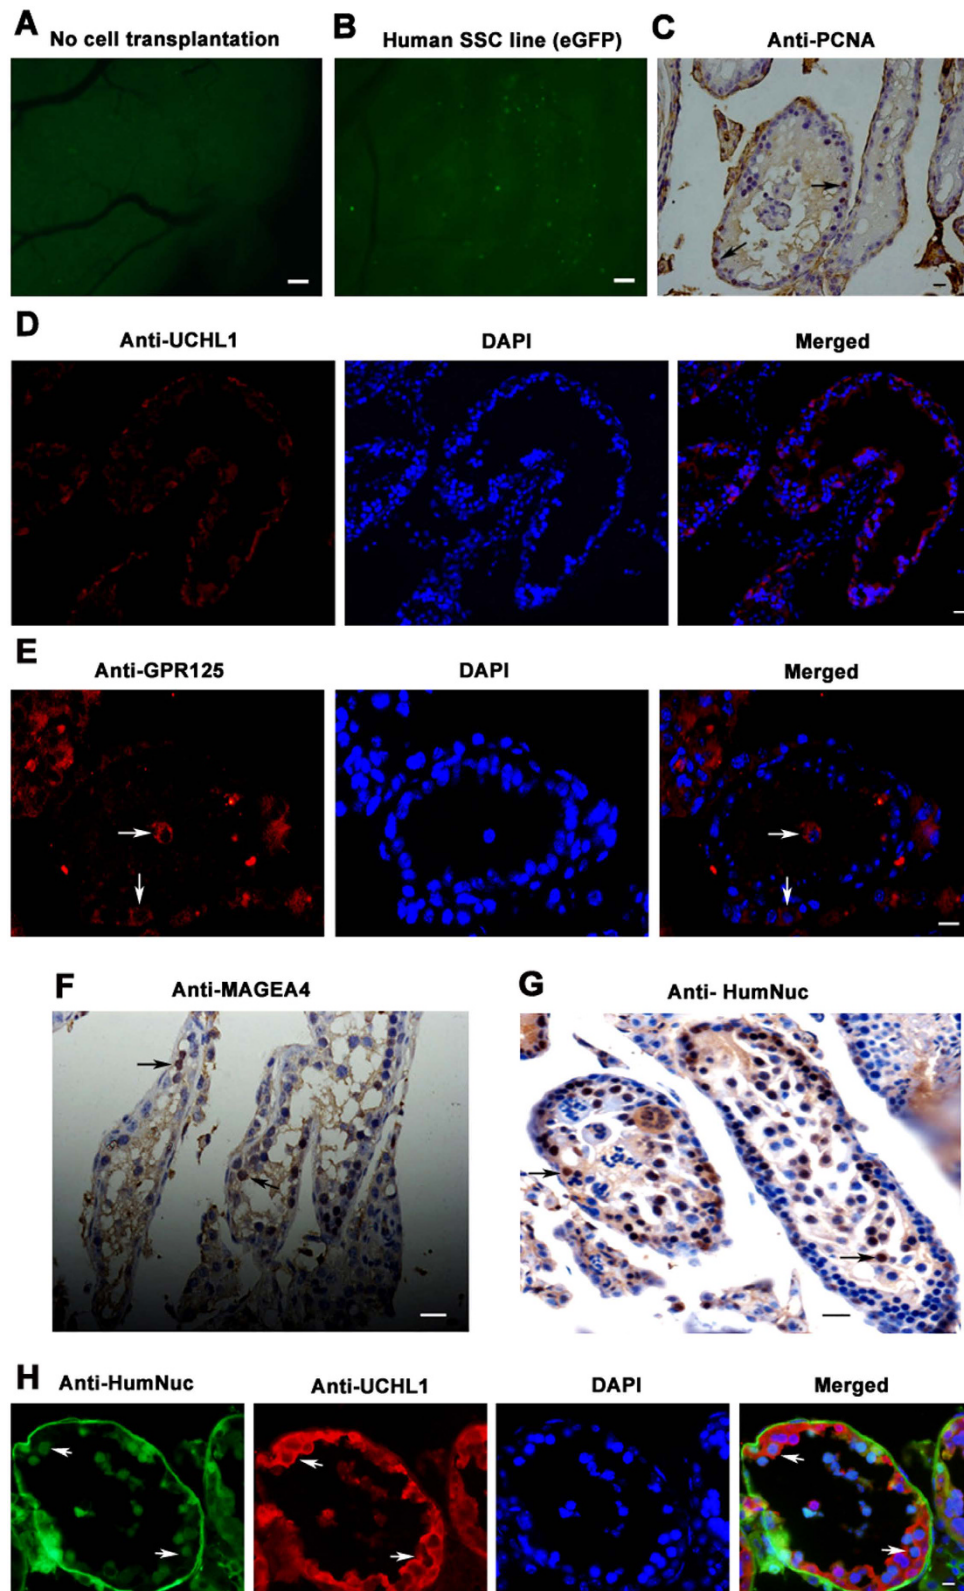 A
No cell transplantation
B
Human SSC line (eGFP)
C
Anti-PCNA
D
Anti-UCHL1
DAPI
Merged
E
Anti-GPR125
DAPI
Merged
F
Anti-MAGEA4
G
Anti- HumNuc
H
Anti-HumNuc
Anti-UCHL1
DAPI
Merged